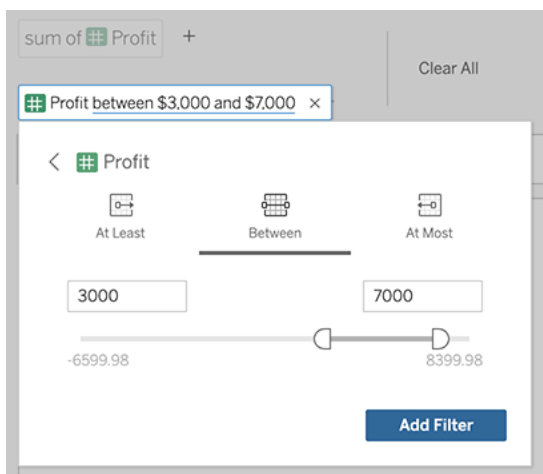 sum of Profit +
Clear All
Profit between $3,000 and $7,000 ×
Profit
At Least Between At Most
3000 7000
-6599.98 8399.98
Add Filter